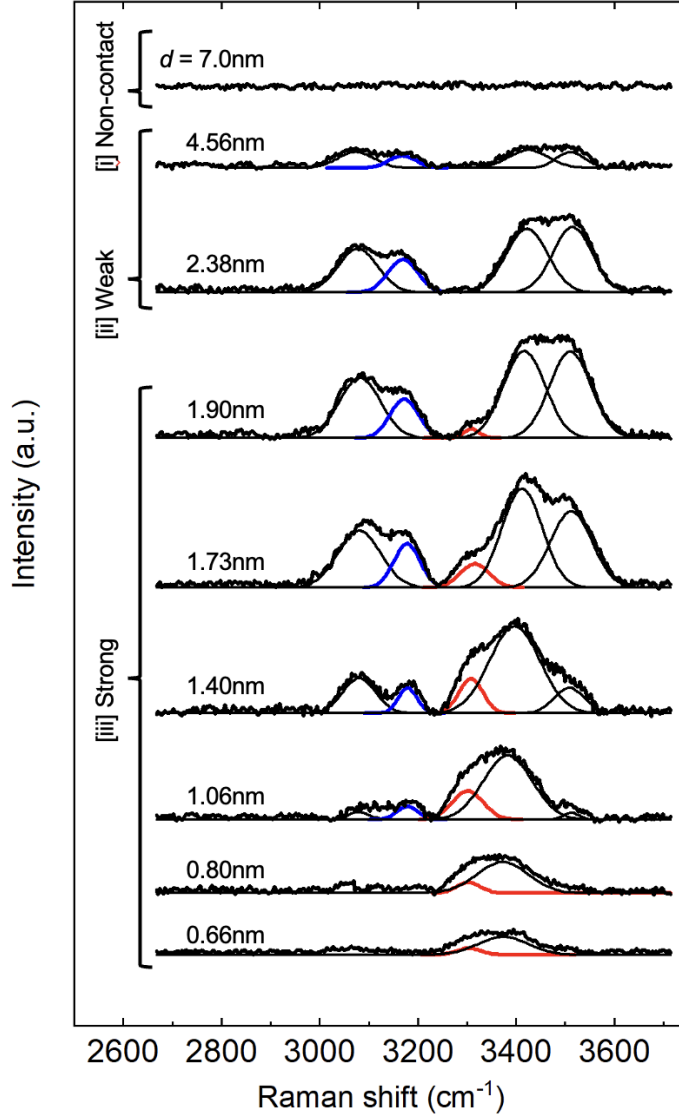 [i] Non-contact
d = 7.0nm
[ii] Weak
4.56nm
2.38nm
[iii] Strong
1.90nm
1.73nm
1.40nm
1.06nm
0.80nm
0.66nm
Intensity (a.u.)
2600 2800 3000 3200 3400 3600
Raman shift (cm⁻¹)